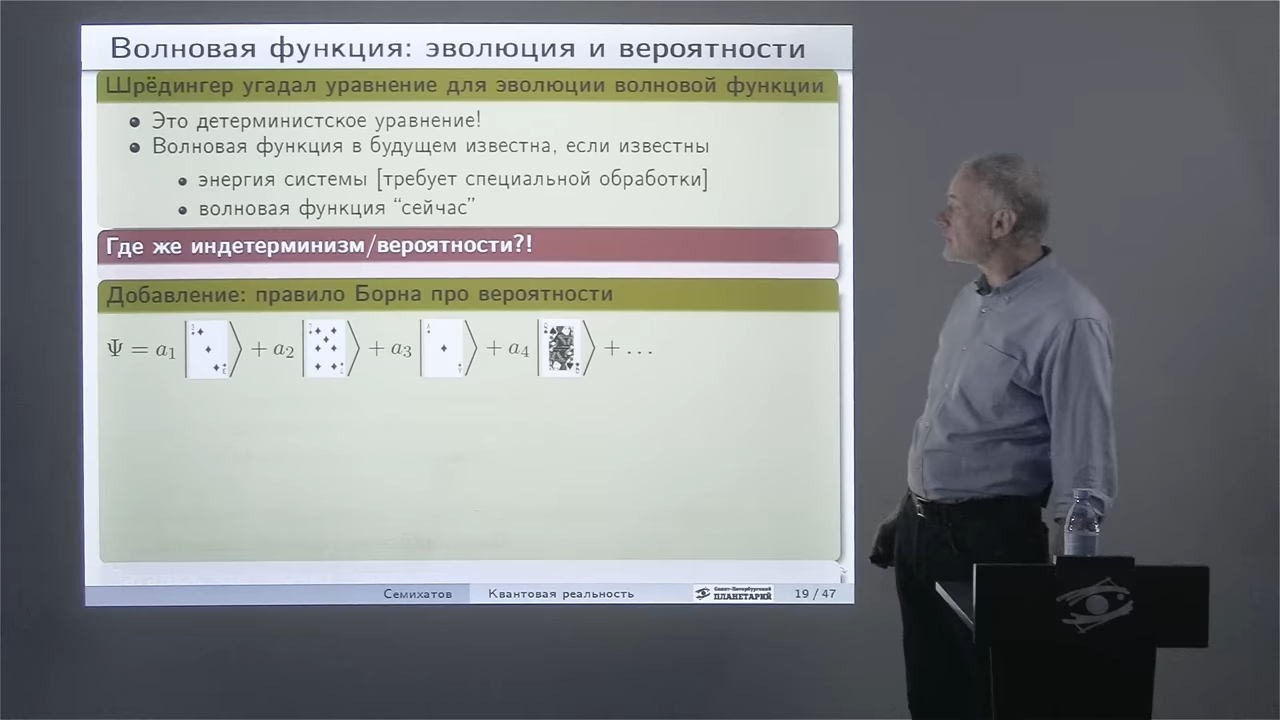 Волновая функция: эволюция и вероятности
Шрёдингер угадал уравнение для эволюции волновой функции
Это детерминистское уравнение!
Волновая функция в будущем известна, если известны
энергия системы [требует специальной обработки]
волновая функция “сейчас”
Где же индетерминизм/вероятности?!
Добавление: правило Борна про вероятности
Ψ = a₁ ⟩ + a₂ ⟩ + a₃ ⟩ + a₄ ⟩ + …
Семихатов Квантовая реальность Санкт-Петербургский ПЛАНЕТАРИЙ 19 / 47